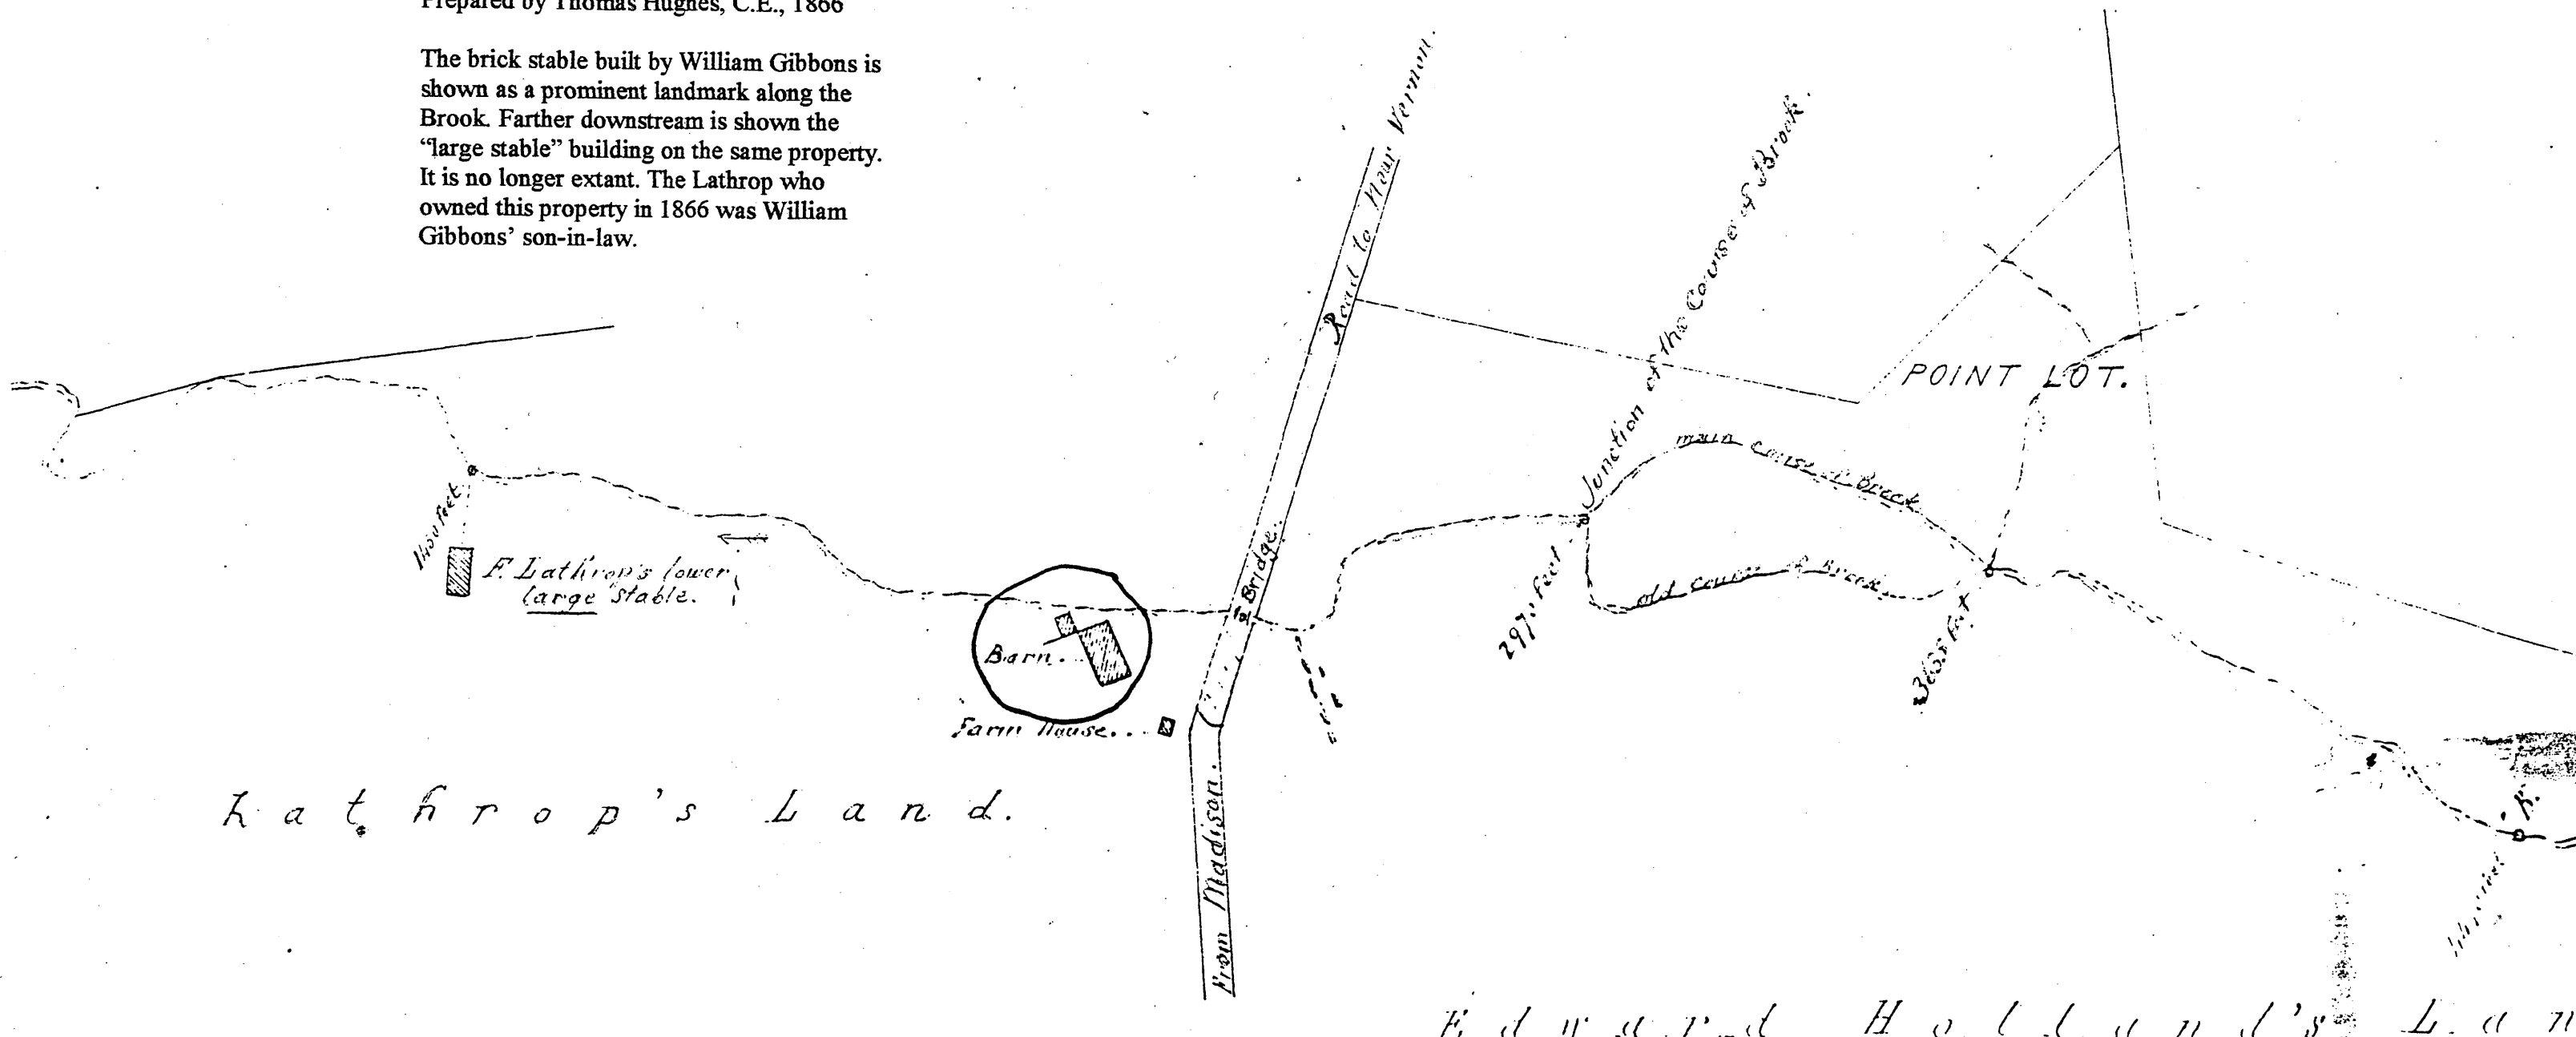 Prepared by Thomas Hughes, C.E., 1866
The brick stable built by William Gibbons is
shown as a prominent landmark along the
Brook. Farther downstream is shown the
“large stable” building on the same property.
It is no longer extant. The Lathrop who
owned this property in 1866 was William
Gibbons’ son-in-law.
Road to New Vernon.
Junction of the Course of Brook.
POINT LOT.
main course of Brook
old course of Brook
Bridge.
feet
F. Lathrop's lower
large stable.
Barn...
297. feet
Farm House...
Lathrop's Land.
From Madison.
K.
Edward Holland's Lan